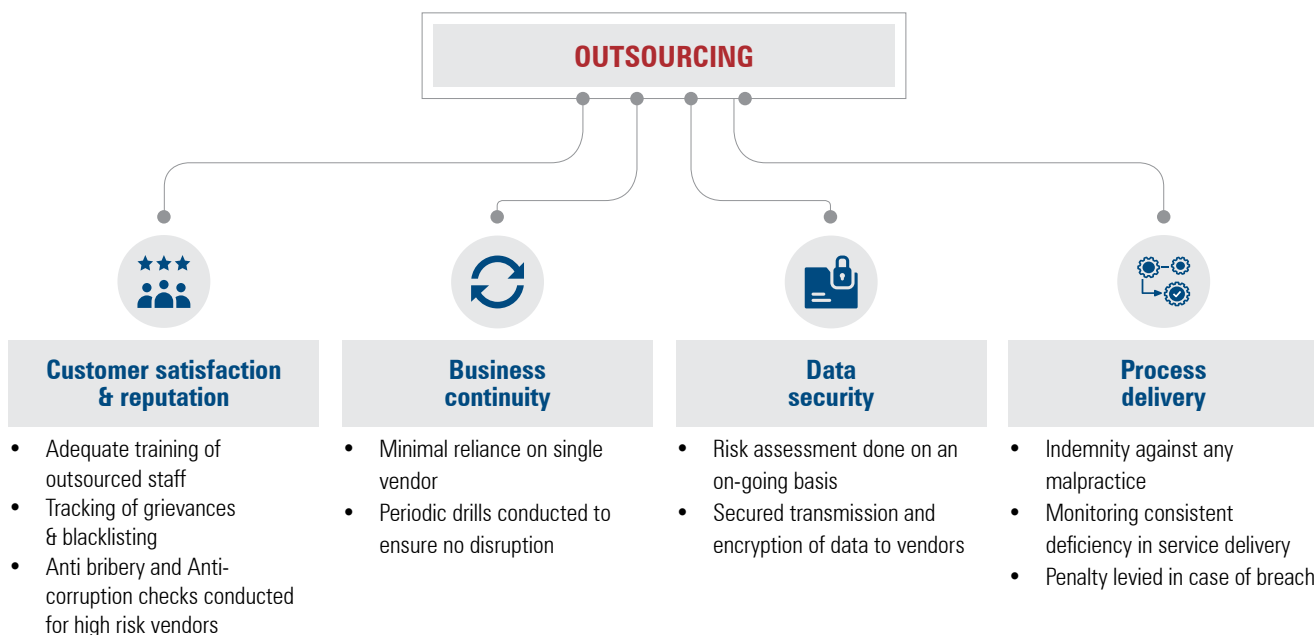 OUTSOURCING
Customer satisfaction
& reputation
• Adequate training of
outsourced staff
• Tracking of grievances
& blacklisting
• Anti bribery and Anti-
corruption checks conducted
for high risk vendors
Business
continuity
• Minimal reliance on single
vendor
• Periodic drills conducted to
ensure no disruption
Data
security
• Risk assessment done on an
on-going basis
• Secured transmission and
encryption of data to vendors
Process
delivery
• Indemnity against any
malpractice
• Monitoring consistent
deficiency in service delivery
• Penalty levied in case of breach